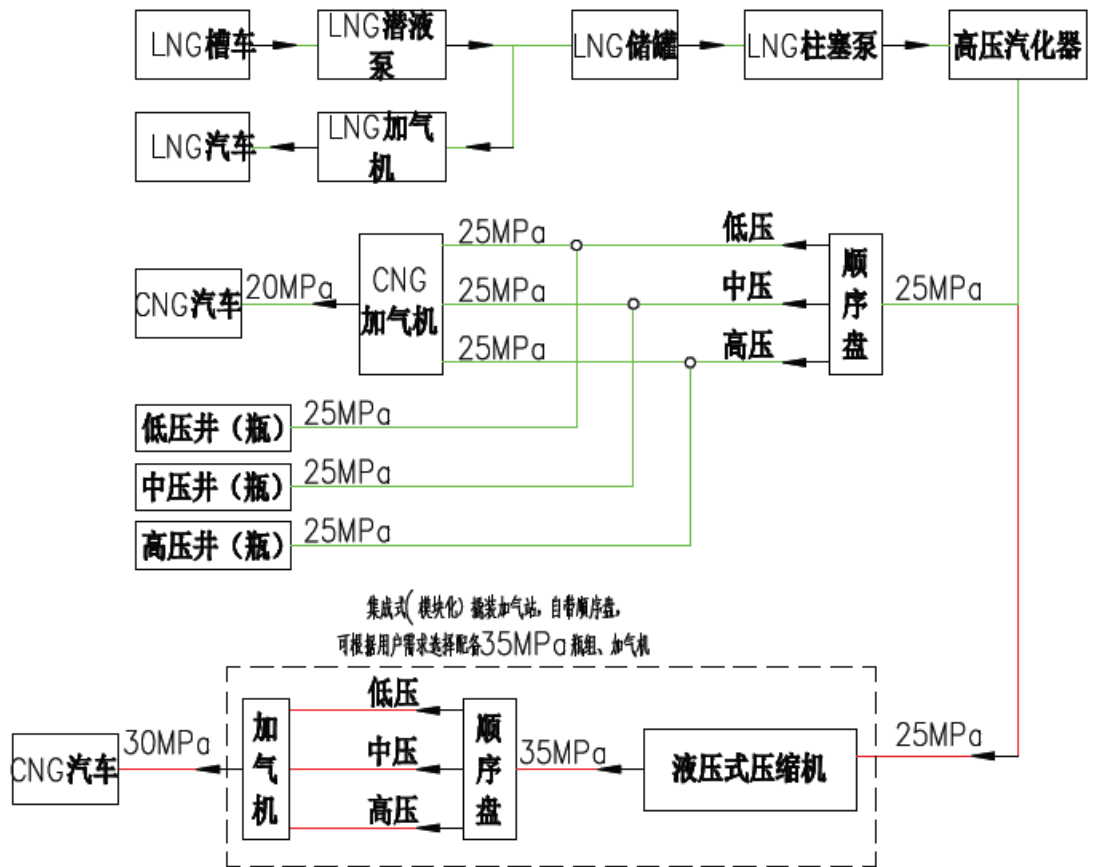 LNG槽车
LNG潜液
泵
LNG储罐
LNG柱塞泵
高压汽化器
LNG汽车
LNG加气
机
25MPa
低压
CNG汽车
20MPa
CNG
加气机
25MPa
中压
顺
序
盘
25MPa
25MPa
高压
低压井（瓶）
25MPa
中压井（瓶）
25MPa
高压井（瓶）
25MPa
集成式(模块化)撬装加气站，自带顺序盘，
可根据用户需求选择配备35MPa瓶组、加气机
CNG汽车
30MPa
加
气
机
低压
中压
高压
顺
序
盘
35MPa
液压式压缩机
25MPa